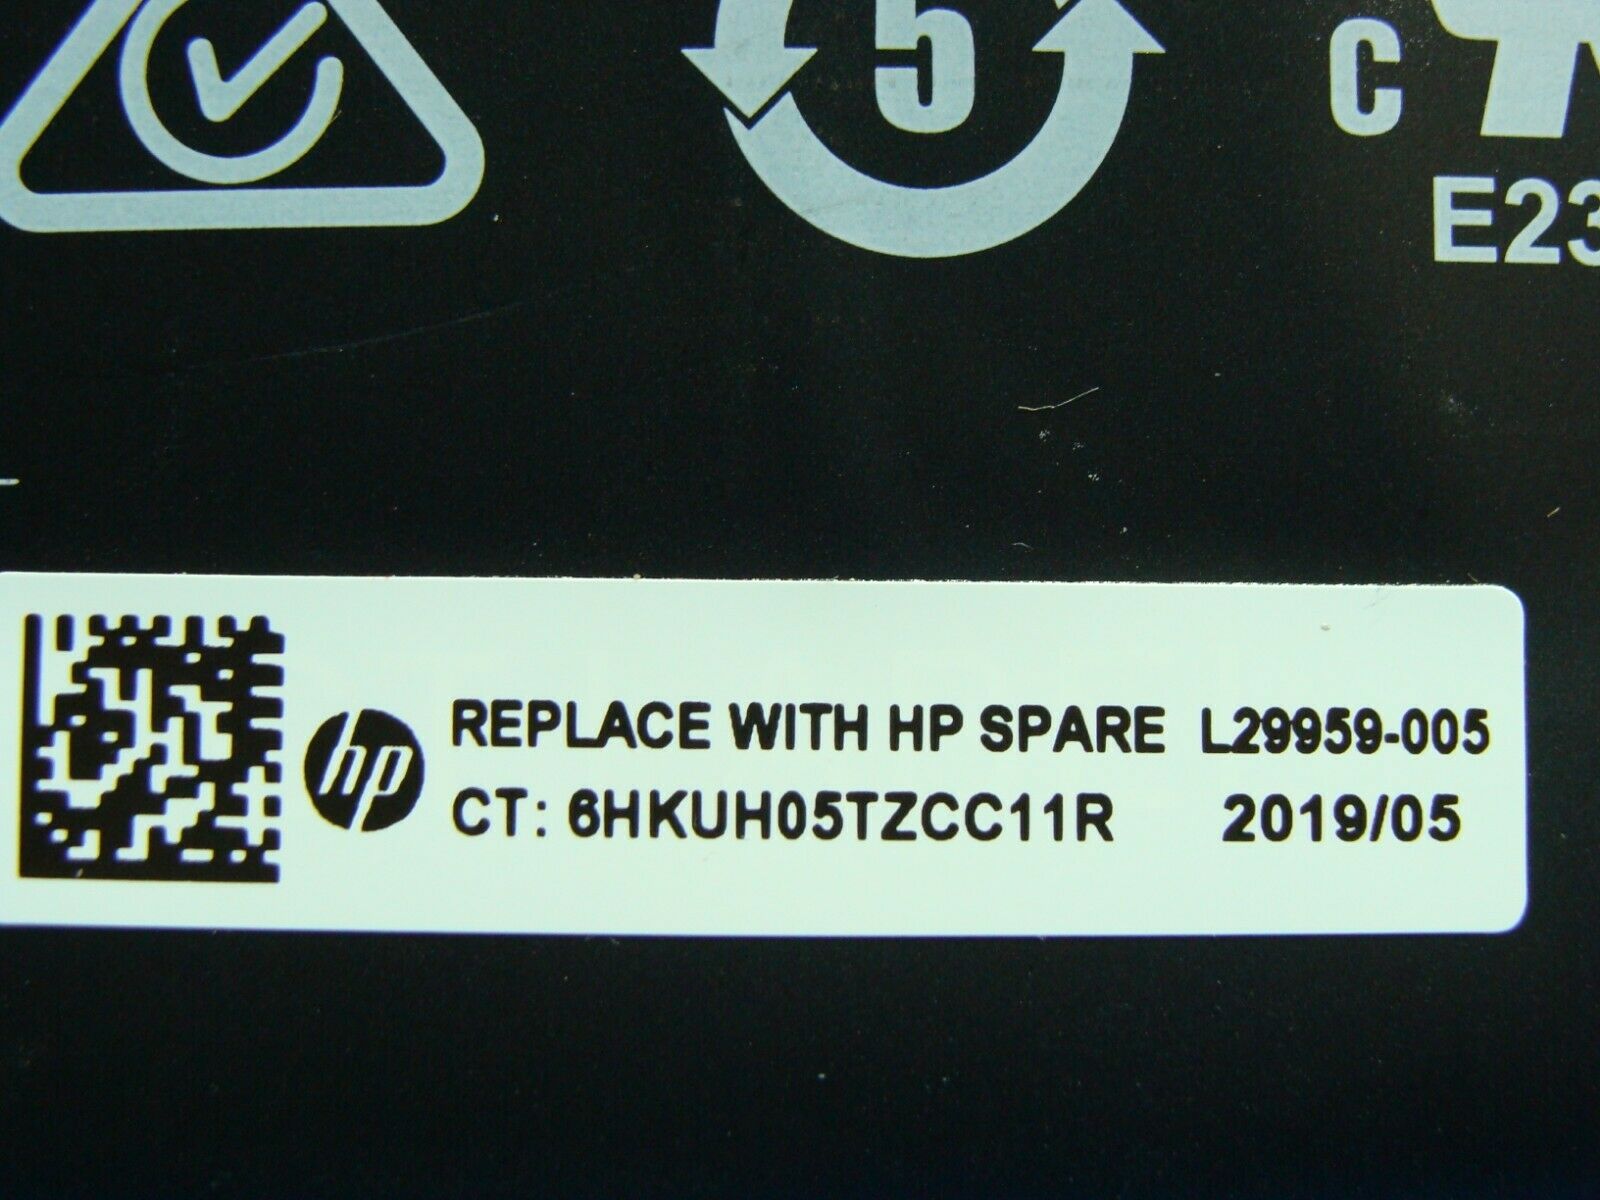 5
C
E23
hp
REPLACE WITH HP SPARE L29959-005
CT: 6HKUH05TZCC11R 2019/05